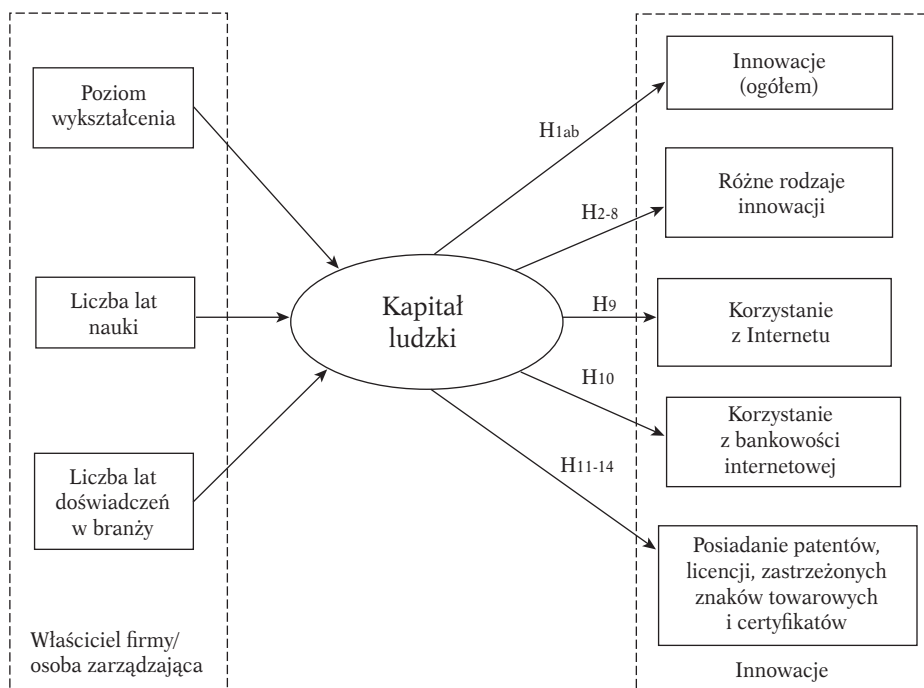 Poziom
wykształcenia
Liczba lat
nauki
Liczba lat
doświadczeń
w branży
Właściciel firmy/
osoba zarządzająca
Kapitał
ludzki
H1ab
H2-8
H9
H10
H11-14
Innowacje
(ogółem)
Różne rodzaje
innowacji
Korzystanie
z Internetu
Korzystanie
z bankowości
internetowej
Posiadanie patentów,
licencji, zastrzeżonych
znaków towarowych
i certyfikatów
Innowacje